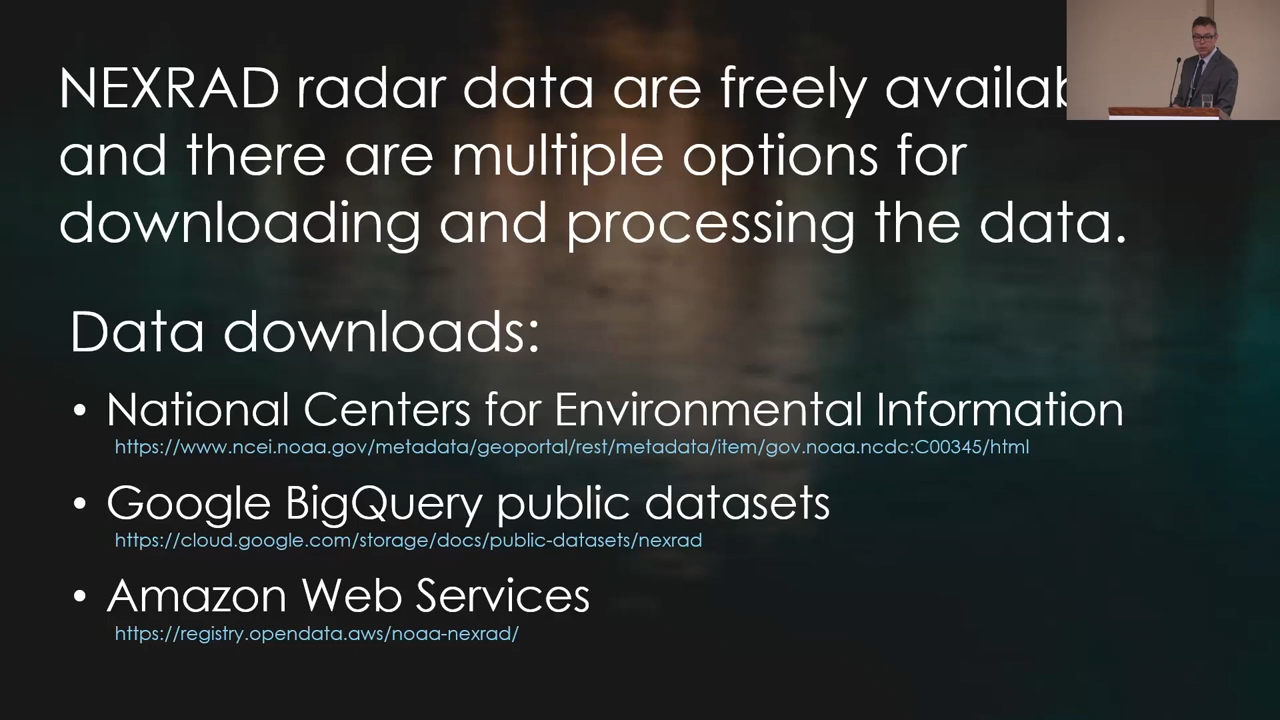 NEXRAD radar data are freely
and there are multiple options for
downloading and processing the data.
Data downloads:
• National Centers for Environmental Information
https://www.ncei.noaa.gov/metadata/geoportal/rest/metadata/item/gov.noaa.ncdc:C00345/html
• Google BigQuery public datasets
https://cloud.google.com/storage/docs/public-datasets/nexrad
• Amazon Web Services
https://registry.opendata.aws/noaa-nexrad/